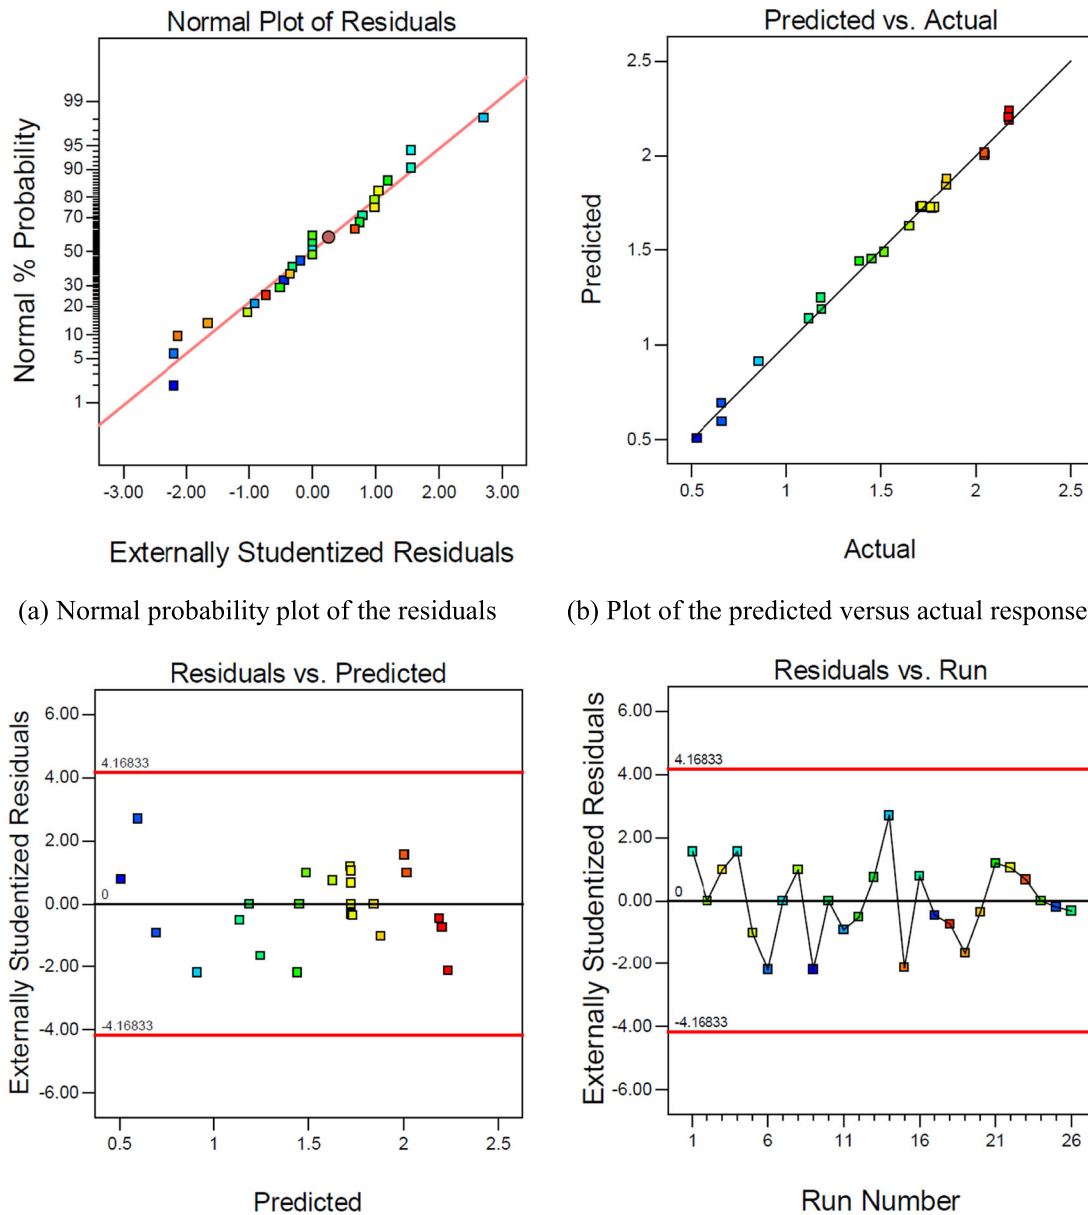 Normal Plot of Residuals
Normal % Probability
99
95
90
80
70
50
30
20
10
5
1
-3.00 -2.00 -1.00 0.00 1.00 2.00 3.00
Externally Studentized Residuals
(a) Normal probability plot of the residuals
Predicted vs. Actual
Predicted
2.5
2
1.5
1
0.5
0.5 1 1.5 2 2.5
Actual
(b) Plot of the predicted versus actual response
Residuals vs. Predicted
Externally Studentized Residuals
6.00
4.16833
4.00
2.00
0
0.00
-2.00
-4.16833
-4.00
-6.00
0.5 1 1.5 2 2.5
Predicted
Residuals vs. Run
Externally Studentized Residuals
6.00
4.16833
4.00
2.00
0
0.00
-2.00
-4.16833
-4.00
-6.00
1 6 11 16 21 26
Run Number